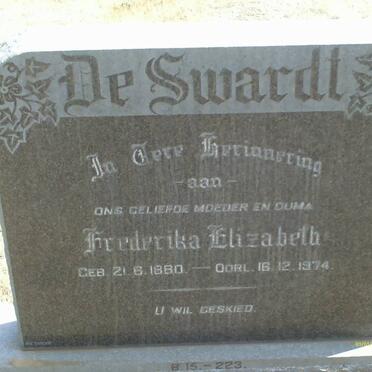 De Swardt
In Tere Herinnering
-aan-
ONS GELIEFDE MOEDER EN OUMA
Frederika Elizabeth
GEB. 21.6.1880. — OORL. 16.12.1974.
U WIL GESKIED.
B.15.-223.